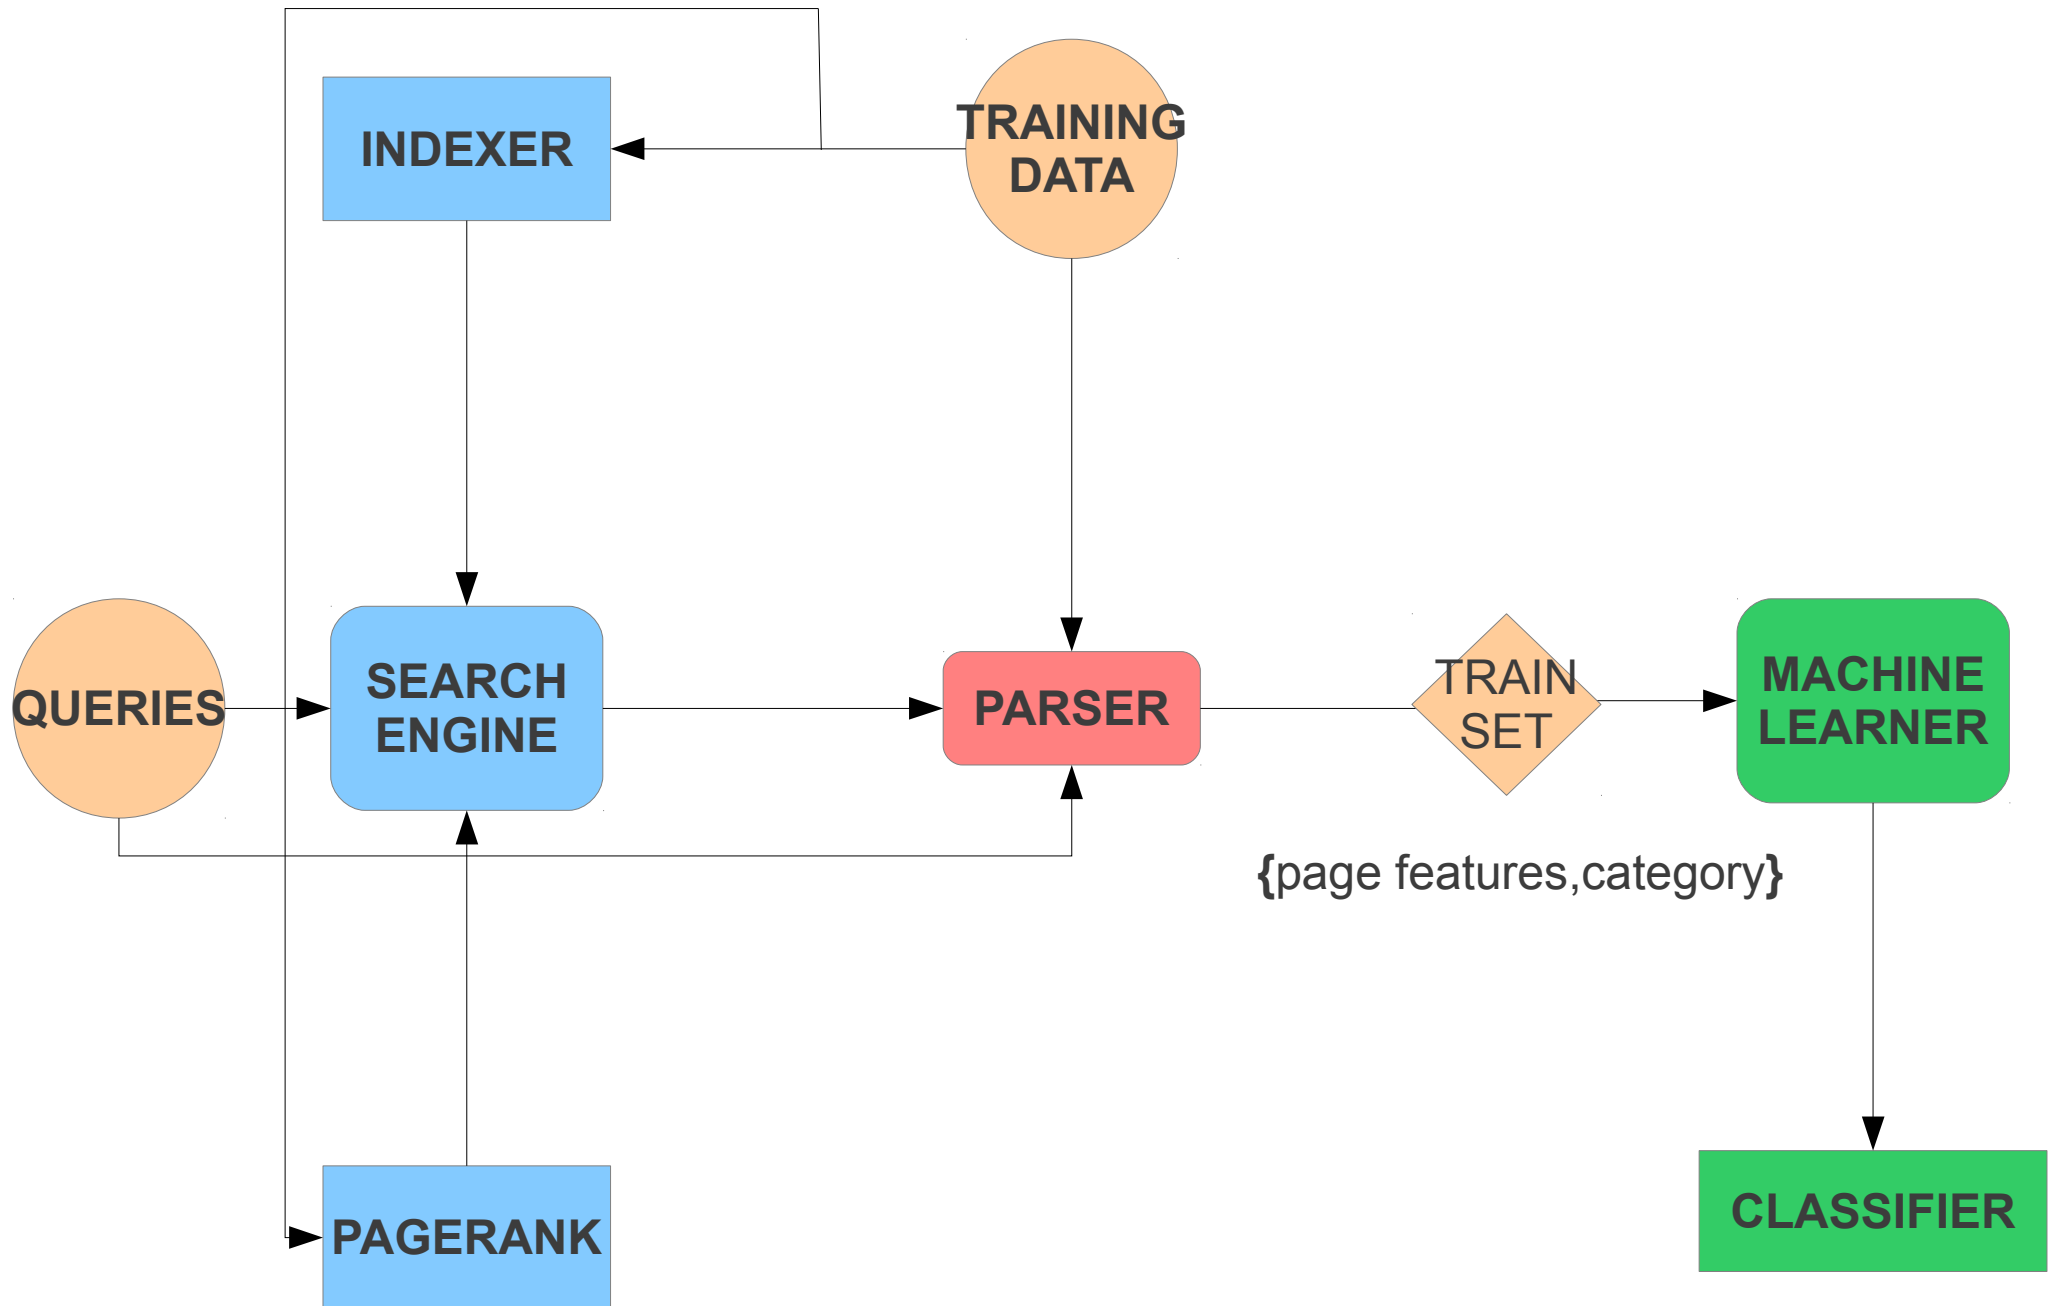 INDEXER
TRAINING
DATA
QUERIES
SEARCH
ENGINE
PARSER
TRAIN
SET
MACHINE
LEARNER
{page features,category}
PAGERANK
CLASSIFIER